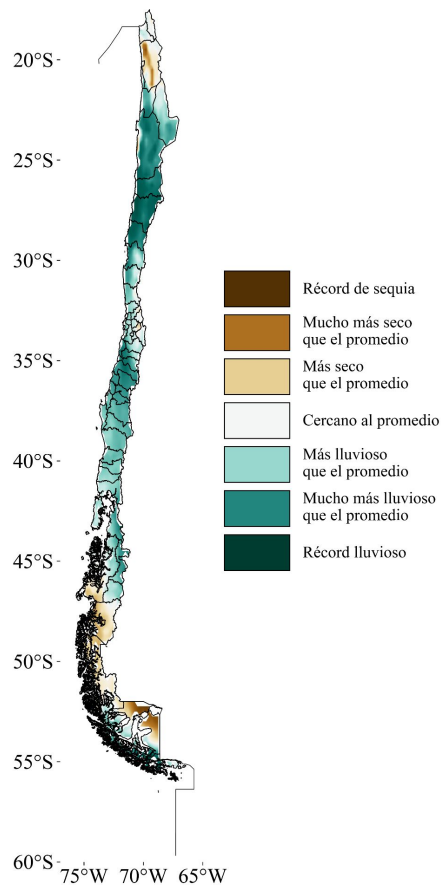 20°S
25°S
30°S
35°S
40°S
45°S
50°S
55°S
60°S
75°W 70°W 65°W
Récord de sequia
Mucho más seco
que el promedio
Más seco
que el promedio
Cercano al promedio
Más lluvioso
que el promedio
Mucho más lluvioso
que el promedio
Récord lluvioso